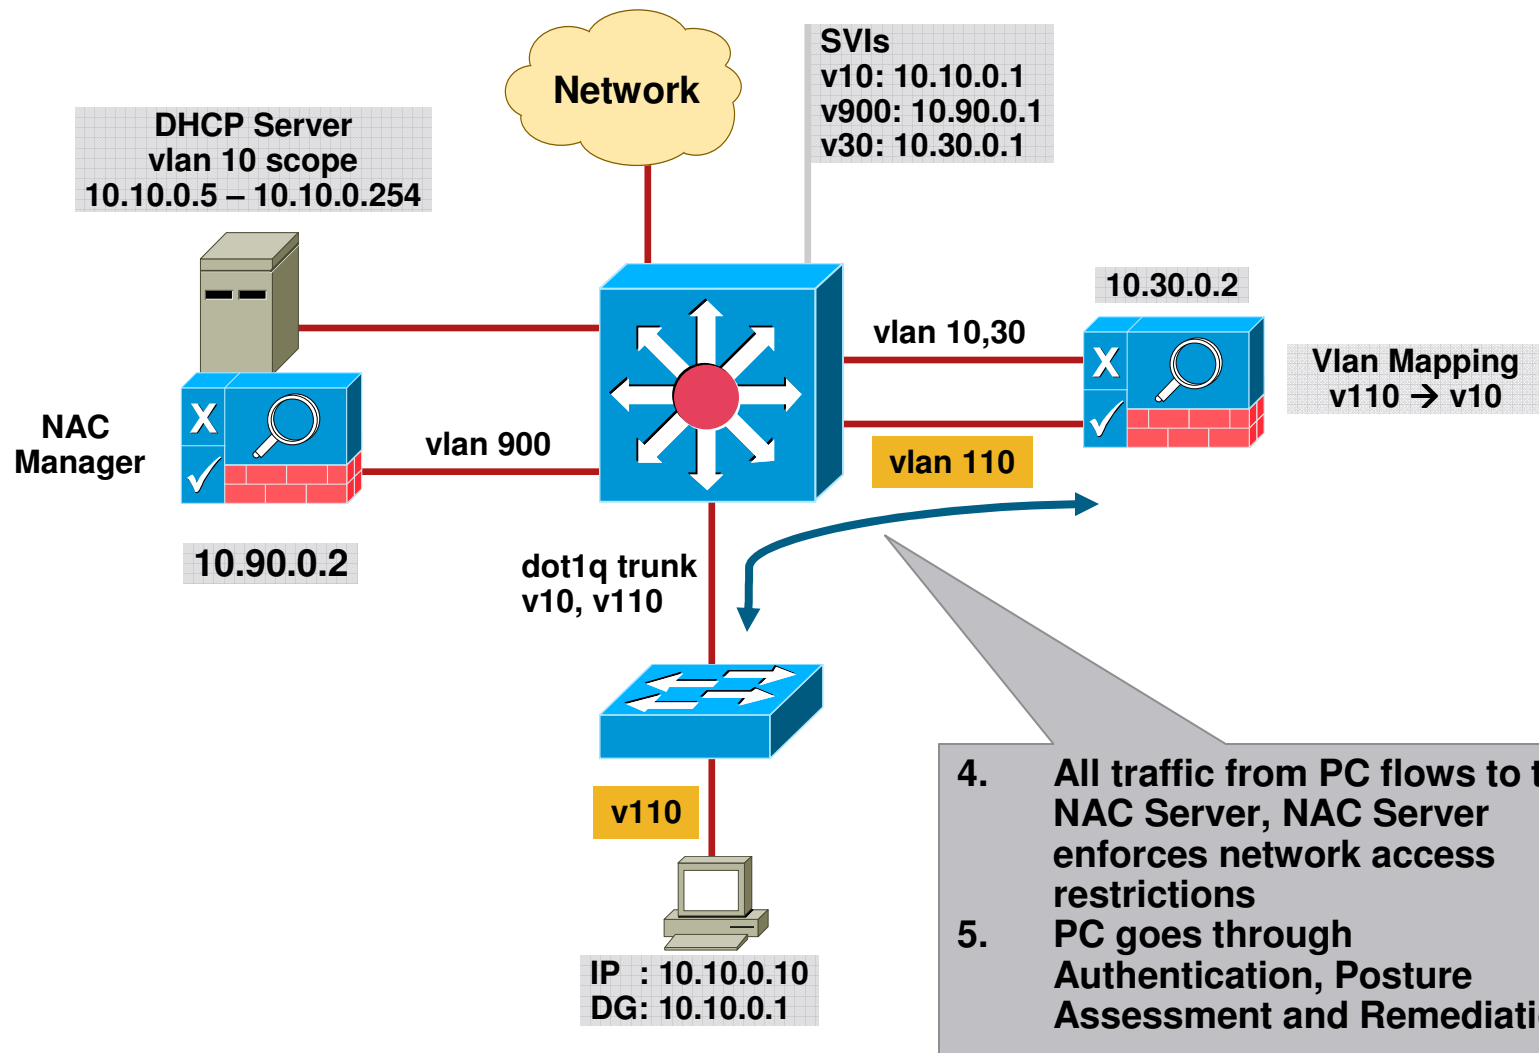 Network
SVIs
v10: 10.10.0.1
v900: 10.90.0.1
v30: 10.30.0.1
DHCP Server
vlan 10 scope
10.10.0.5 – 10.10.0.254
10.30.0.2
vlan 10,30
X
Vlan Mapping
v110 → v10
NAC
Manager
X
vlan 900
vlan 110
10.90.0.2
dot1q trunk
v10, v110
v110
IP : 10.10.0.10
DG: 10.10.0.1
4. All traffic from PC flows to
NAC Server, NAC Server
enforces network access
restrictions
5. PC goes through
Authentication, Posture
Assessment and